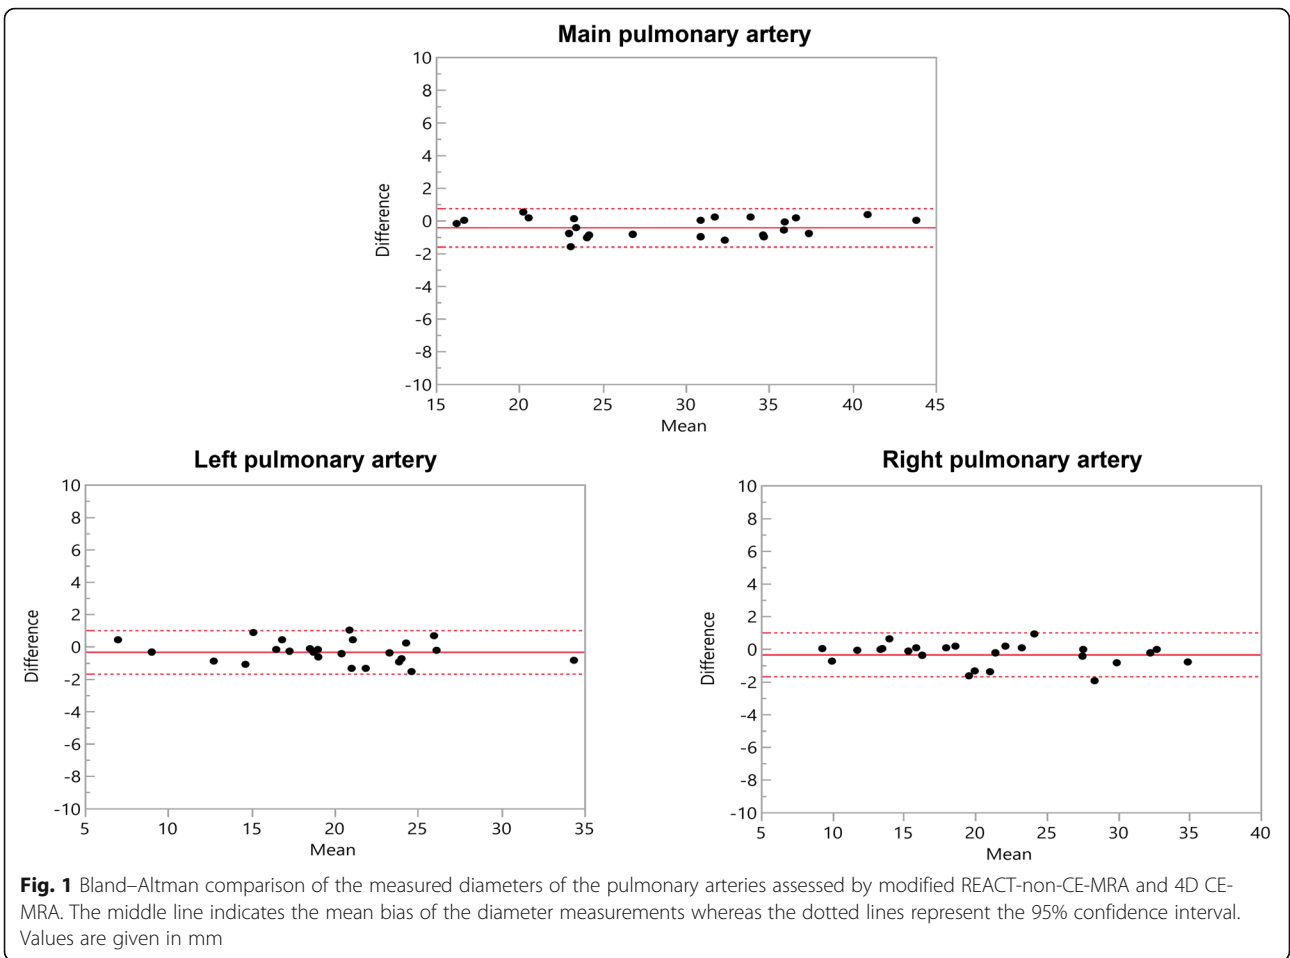 Main pulmonary artery
10
8
6
4
2
0
-2
-4
-6
-8
-10
Difference
15 20 25 30 35 40 45
Mean
Left pulmonary artery
10
8
6
4
2
0
-2
-4
-6
-8
-10
Difference
5 10 15 20 25 30 35
Mean
Right pulmonary artery
10
8
6
4
2
0
-2
-4
-6
-8
-10
Difference
5 10 15 20 25 30 35 40
Mean
Fig. 1 Bland–Altman comparison of the measured diameters of the pulmonary arteries assessed by modified REACT-non-CE-MRA and 4D CE-
MRA. The middle line indicates the mean bias of the diameter measurements whereas the dotted lines represent the 95% confidence interval.
Values are given in mm